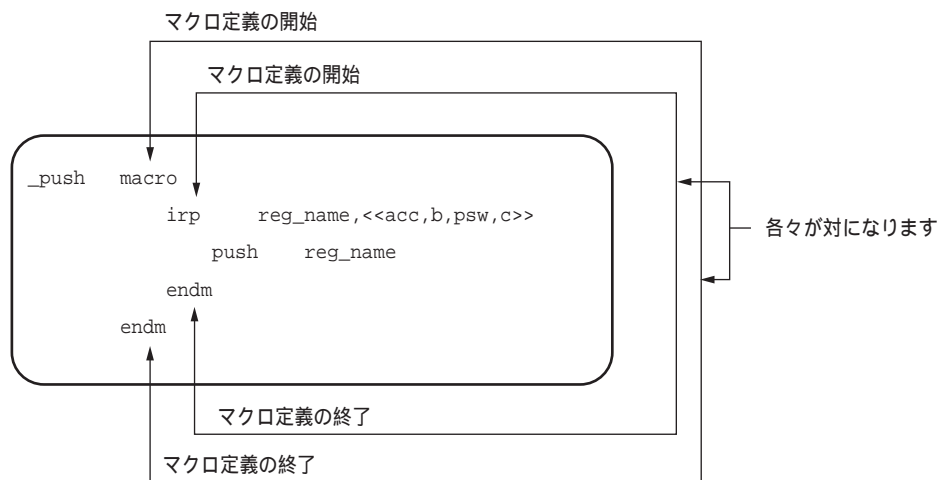 マクロ定義の開始
マクロ定義の開始
_push macro
irp reg_name,<<acc,b,psw,c>>
push reg_name
endm
endm
各々が対になります
マクロ定義の終了
マクロ定義の終了